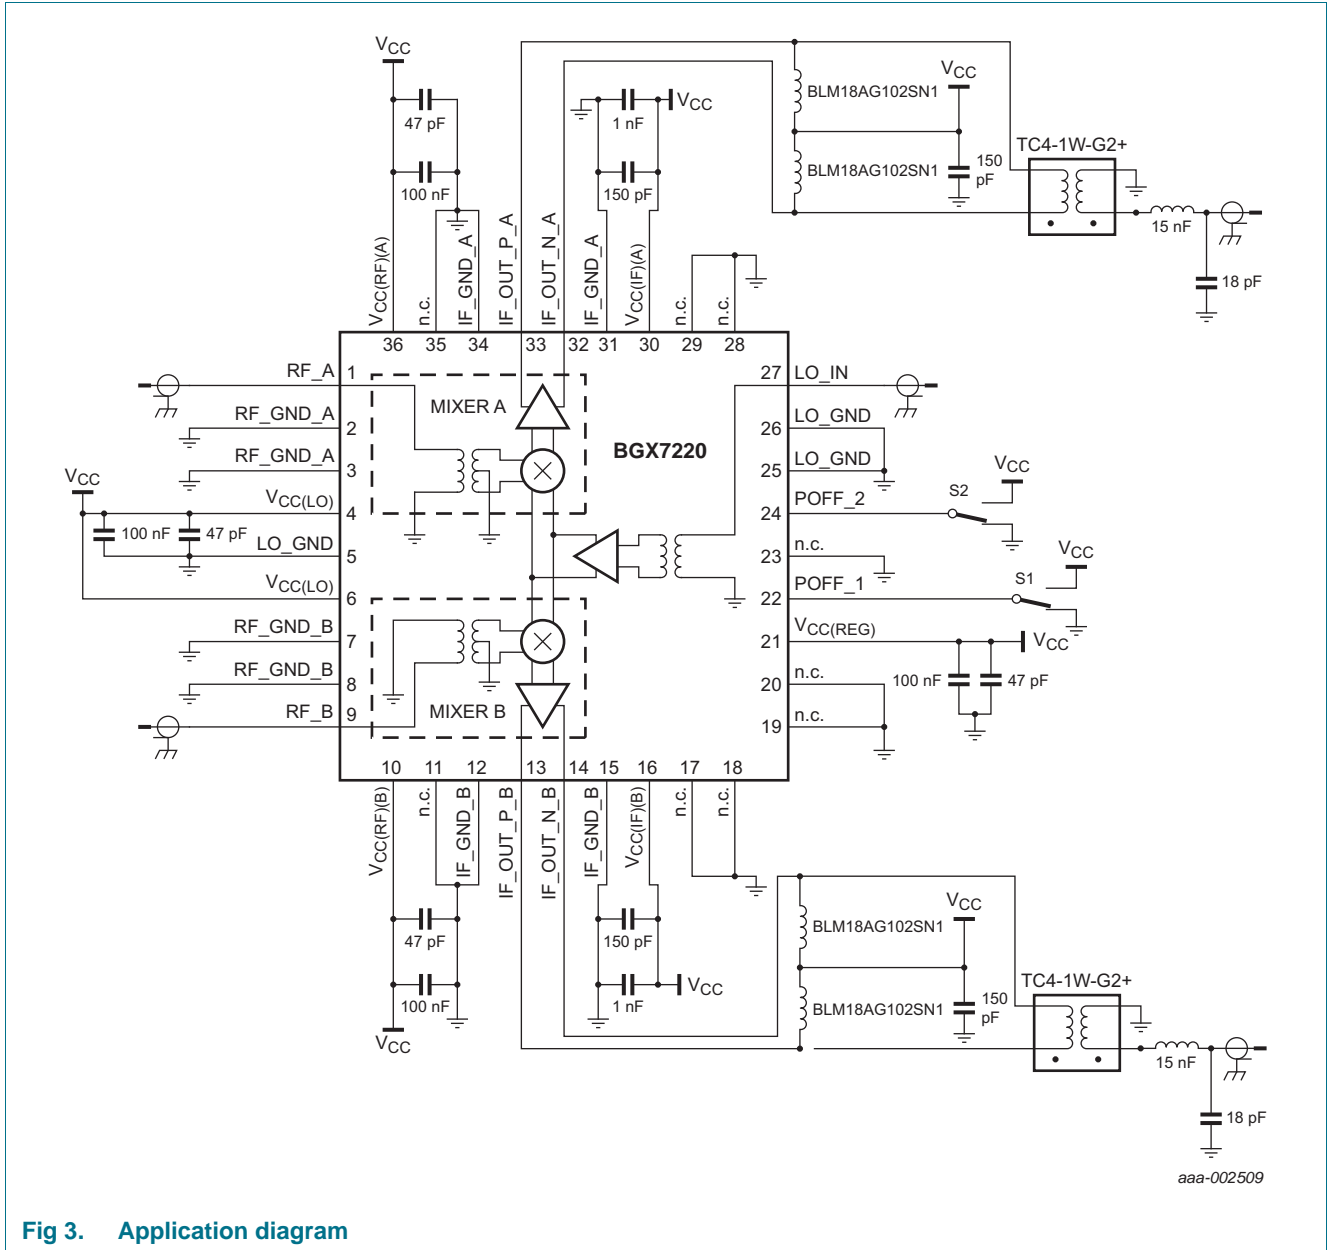 VCC
47 pF
100 nF
1 nF
VCC
150 pF
BLM18AG102SN1
VCC
BLM18AG102SN1
150 pF
TC4-1W-G2+
15 nF
18 pF
VCC(RF)(A)
n.c.
IF_GND_A
IF_OUT_P_A
IF_OUT_N_A
IF_GND_A
VCC(IF)(A)
n.c.
n.c.
36 35 34 33 32 31 30 29 28
RF_A 1
RF_GND_A 2
RF_GND_A 3
VCC
VCC(LO) 4
100 nF 47 pF
LO_GND 5
VCC(LO) 6
RF_GND_B 7
RF_GND_B 8
RF_B 9
MIXER A
BGX7220
MIXER B
27 LO_IN
26 LO_GND
25 LO_GND
24 POFF_2
S2
VCC
23 n.c.
22 POFF_1
S1
VCC
21 VCC(REG)
VCC
100 nF 47 pF
20 n.c.
19 n.c.
10 11 12 13 14 15 16 17 18
VCC(RF)(B)
n.c.
IF_GND_B
IF_OUT_P_B
IF_OUT_N_B
IF_GND_B
VCC(IF)(B)
n.c.
n.c.
47 pF
100 nF
VCC
150 pF
1 nF
VCC
BLM18AG102SN1
VCC
BLM18AG102SN1
150 pF
TC4-1W-G2+
15 nF
18 pF
aaa-002509
Fig 3. Application diagram